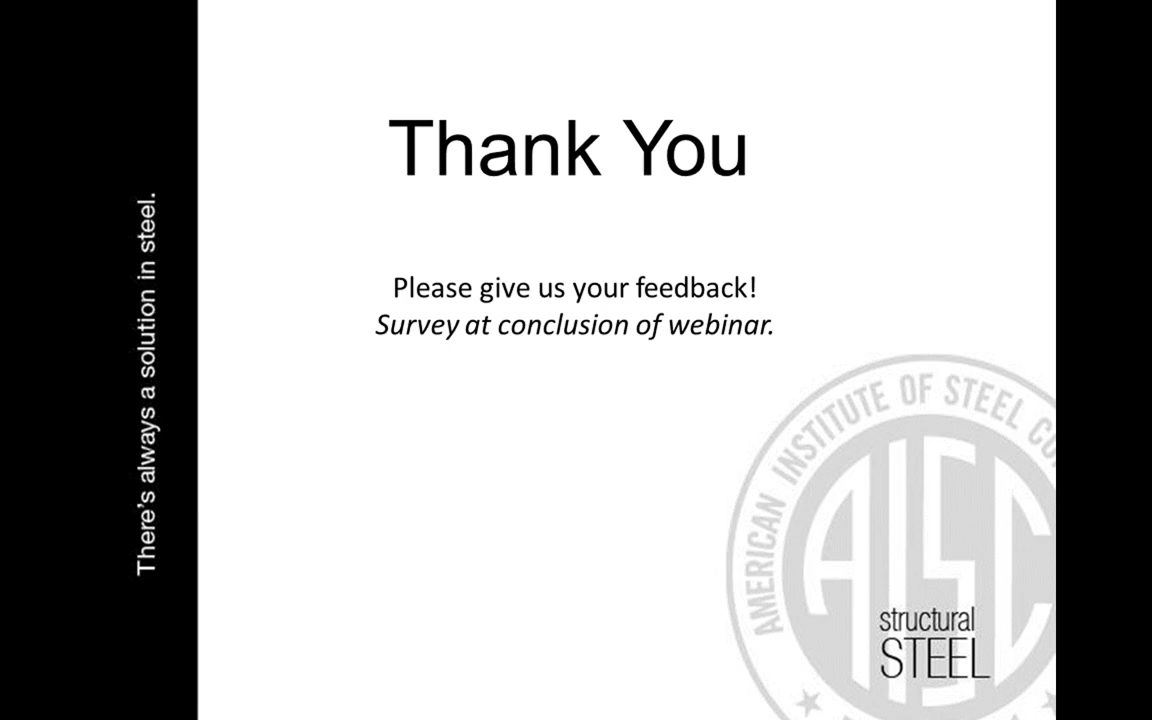 There's always a solution in steel.
Thank You
Please give us your feedback!
Survey at conclusion of webinar.
AMERICAN INSTITUTE OF STEEL
AISC
structural
STEEL